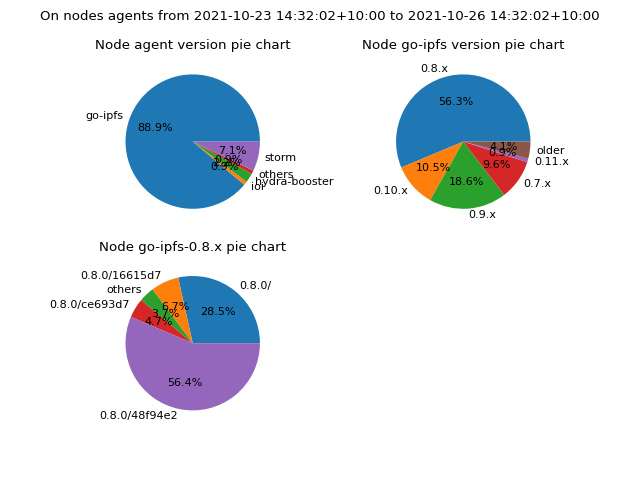 On nodes agents from 2021-10-23 14:32:02+10:00 to 2021-10-26 14:32:02+10:00
Node agent version pie chart
go-ipfs
88.9%
7.1%
storm
0.9%
others
hydra-booster
0.9%
ioi
Node go-ipfs version pie chart
0.8.x
56.3%
4.1%
older
0.9%
0.11.x
9.6%
0.7.x
10.5%
0.10.x
18.6%
0.9.x
Node go-ipfs-0.8.x pie chart
0.8.0/16615d7
0.8.0/
others
0.8.0/ce693d7
6.7%
28.5%
3.7%
4.7%
56.4%
0.8.0/48f94e2